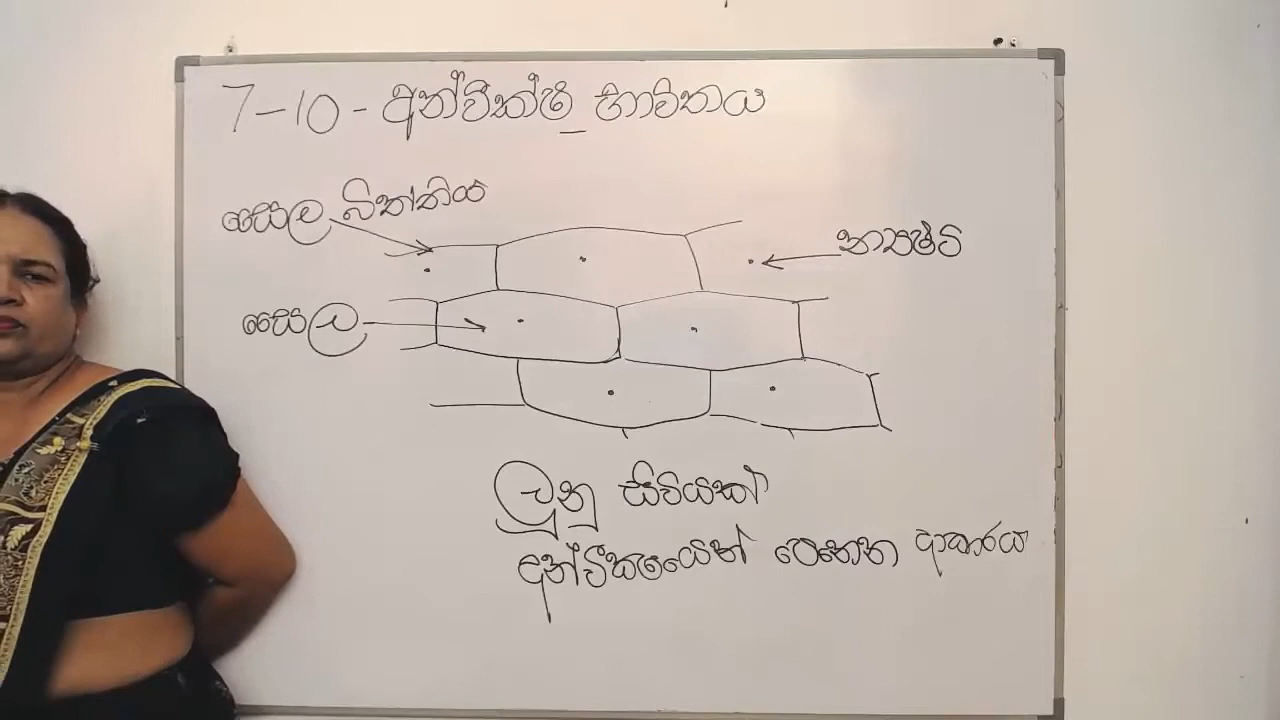 7-10 - අන්වීක්ෂී භාවිතය
සෛල බිත්තිය
න්‍යෂ්ටි
සෛල
ලූනු සිවියක්
අන්වීක්ෂයෙන් පෙනෙන ආකාරය